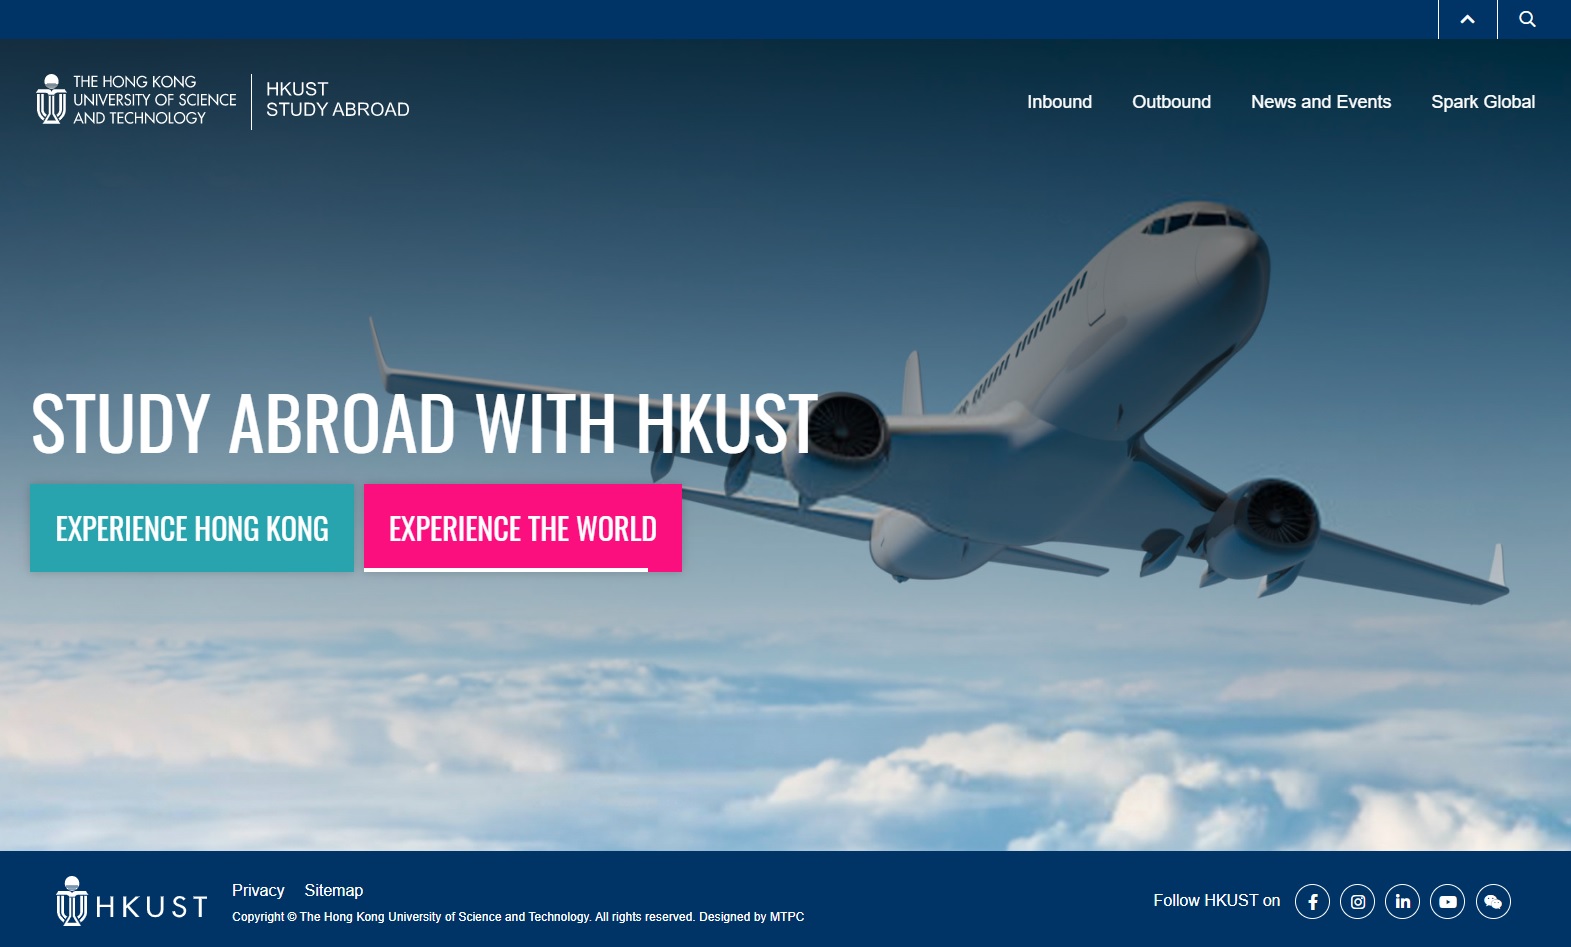 THE HONG KONG
UNIVERSITY OF SCIENCE
AND TECHNOLOGY
HKUST
STUDY ABROAD
Inbound Outbound News and Events Spark Global
STUDY ABROAD WITH HKUST
EXPERIENCE HONG KONG EXPERIENCE THE WORLD
HKUST
Privacy Sitemap
Copyright © The Hong Kong University of Science and Technology. All rights reserved. Designed by MTPC
Follow HKUST on